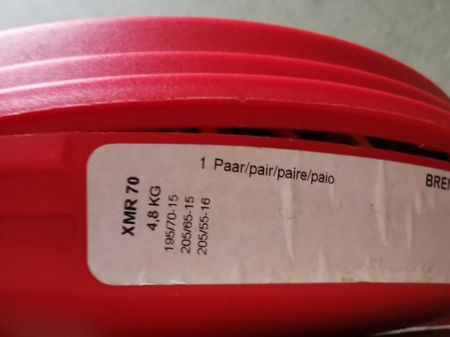 1 Paar/pair/paire/paio
XMR 70
4,8 KG
195/70-15
205/65-15
205/55-16